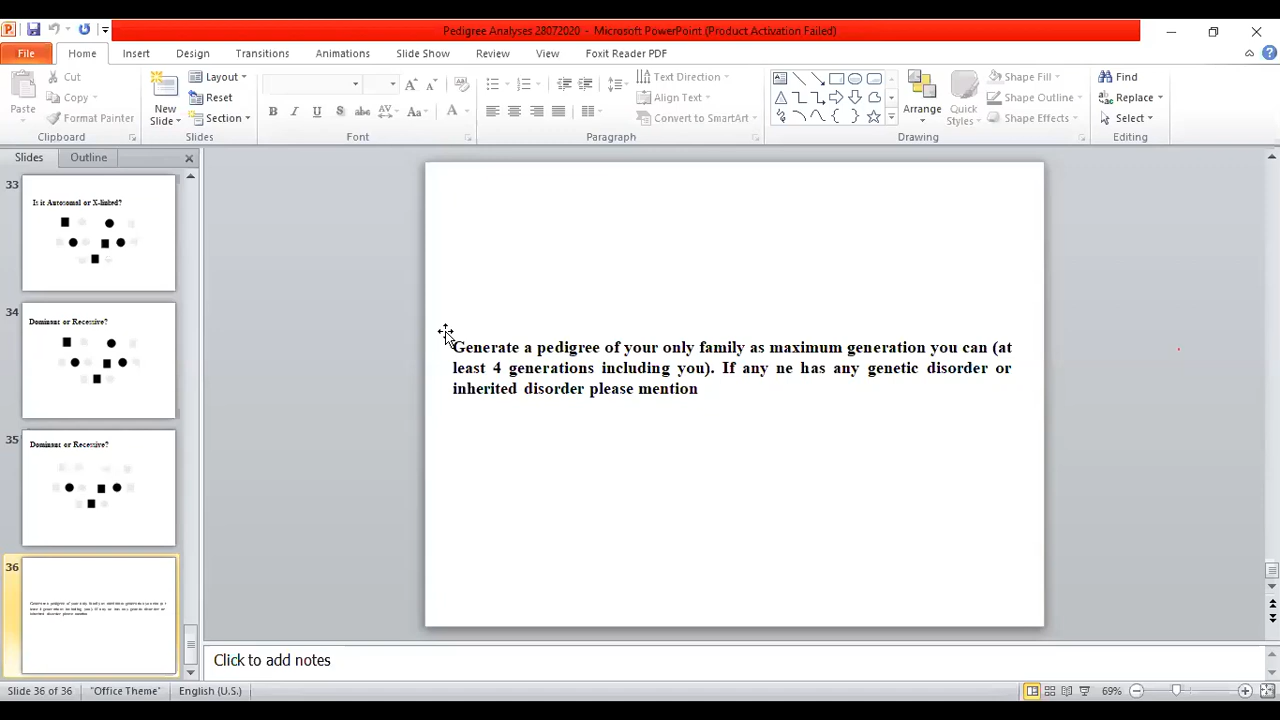 Pedigree Analyses 28072020 - Microsoft PowerPoint (Product Activation Failed)
File Home Insert Design Transitions Animations Slide Show Review View Foxit Reader PDF
Paste
Cut
Copy
Format Painter
Clipboard
New
Slide
Layout
Reset
Section
Slides
B I U S abc AV Aa A
Font
Text Direction
Align Text
Convert to SmartArt
Paragraph
Arrange
Quick
Styles
Shape Fill
Shape Outline
Shape Effects
Drawing
Find
Replace
Select
Editing
Slides Outline
33
Is it Autosomal or X-linked?
34
Dominant or Recessive?
35
Dominant or Recessive?
36
Generate a pedigree of your only family as maximum generation you can (at
least 4 generations including you). If any ne has any genetic disorder or
inherited disorder please mention
Click to add notes
Slide 36 of 36 "Office Theme" English (U.S.) 69%